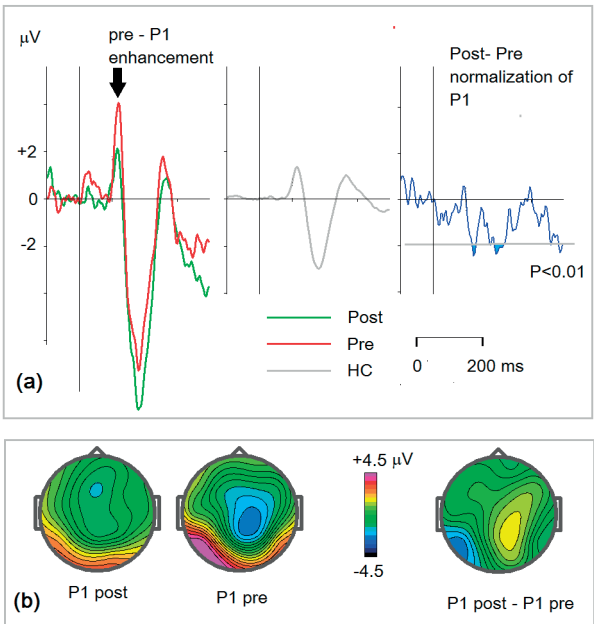 μV
pre - P1
enhancement
Post- Pre
normalization of
P1
+2
0
-2
P<0.01
Post
Pre
HC
0 200 ms
(a)
+4.5 μV
-4.5
(b)
P1 post
P1 pre
P1 post - P1 pre